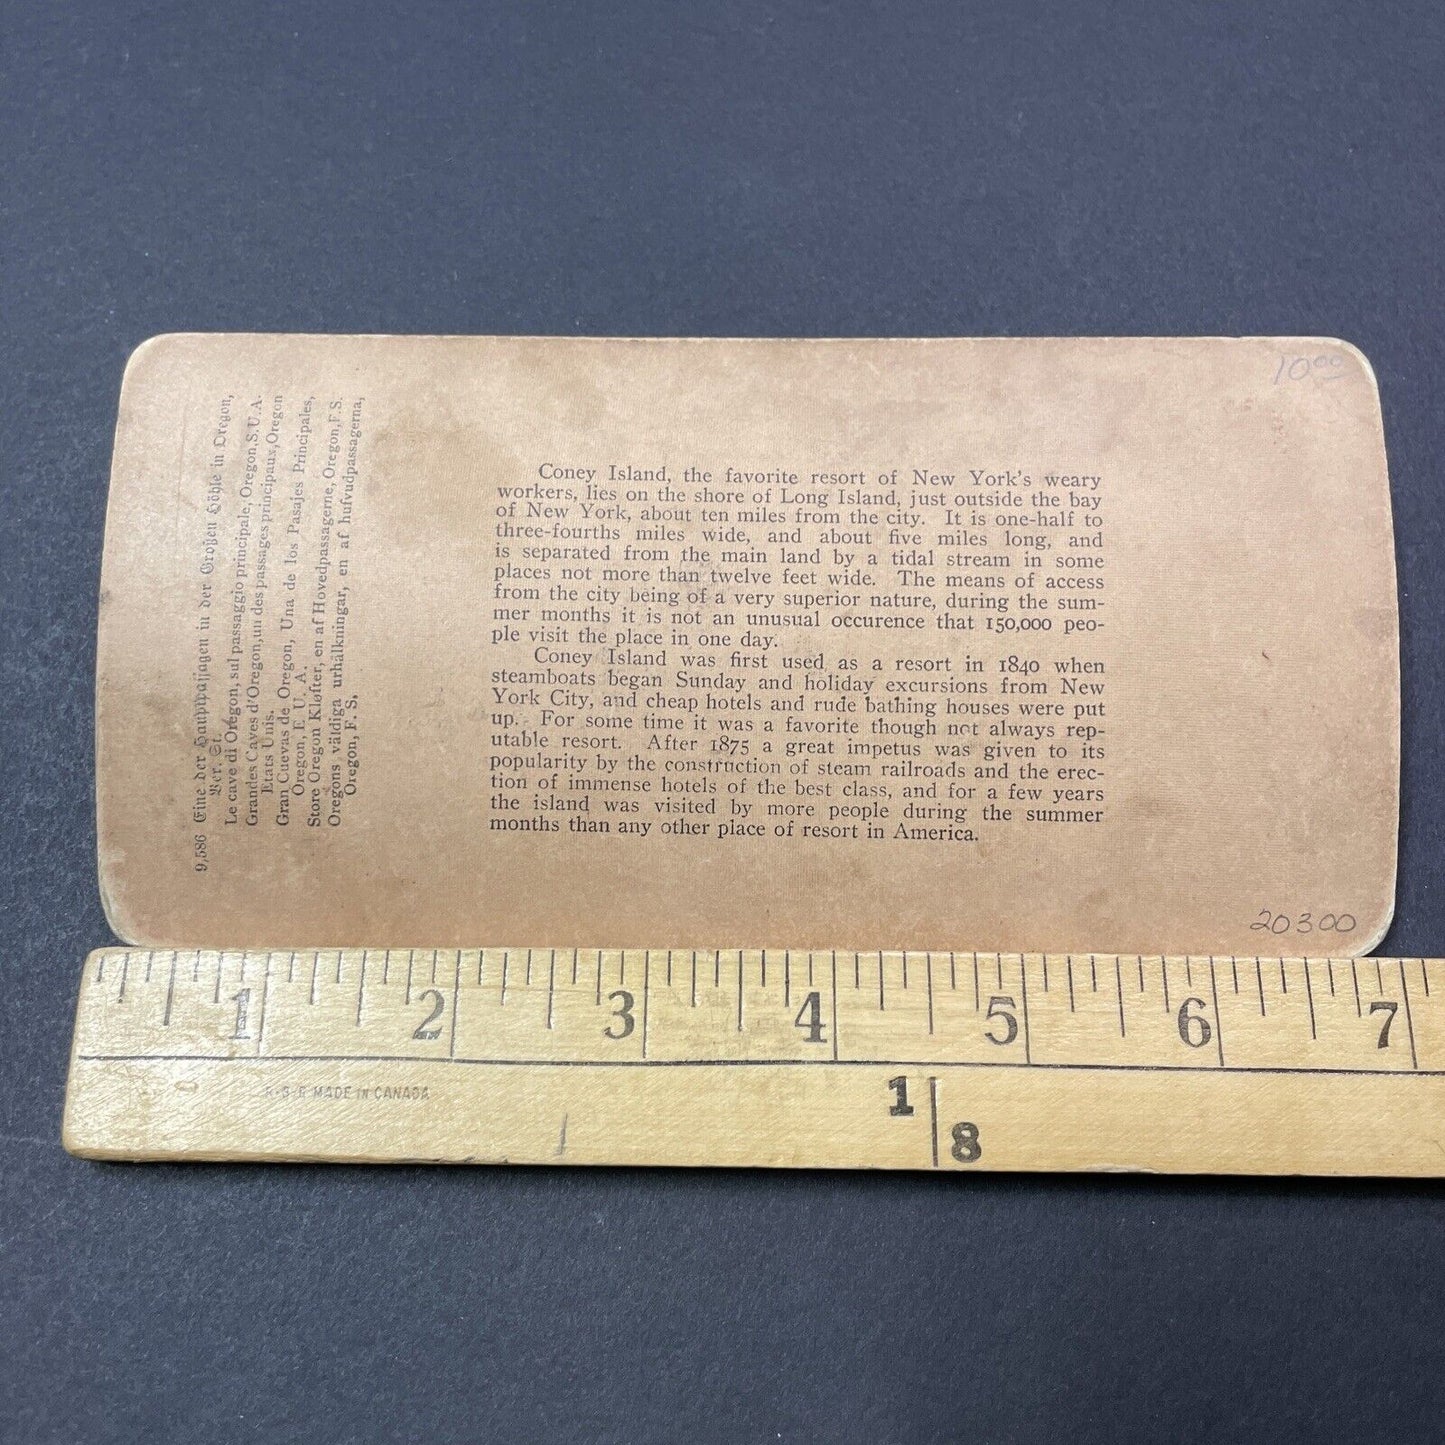 10⁰⁰
9,586 Eine der Hauptpassagen in der Großen Höhle in Oregon,
Ver. St.
Le cave di Oregon, sul passaggio principale, Oregon, S. U. A.
Grandes Caves d'Oregon, un des passages principaux, Oregon
Etats Unis.
Gran Cuevas de Oregon, Una de los Pasajes Principales,
Oregon, E. U. A.
Store Oregon Kløfter, en af Hovedpassagerne, Oregon, F. S.
Oregons väldiga urhålkningar, en af hufvudpassagerna,
Oregon, F. S,
Coney Island, the favorite resort of New York's weary
workers, lies on the shore of Long Island, just outside the bay
of New York, about ten miles from the city. It is one-half to
three-fourths miles wide, and about five miles long, and
is separated from the main land by a tidal stream in some
places not more than twelve feet wide. The means of access
from the city being of a very superior nature, during the sum-
mer months it is not an unusual occurence that 150,000 peo-
ple visit the place in one day.
Coney Island was first used as a resort in 1840 when
steamboats began Sunday and holiday excursions from New
York City, and cheap hotels and rude bathing houses were put
up. For some time it was a favorite though not always rep-
utable resort. After 1875 a great impetus was given to its
popularity by the construction of steam railroads and the erec-
tion of immense hotels of the best class, and for a few years
the island was visited by more people during the summer
months than any other place of resort in America.
20300
1 2 3 4 5 6 7
MADE IN CANADA
1
8